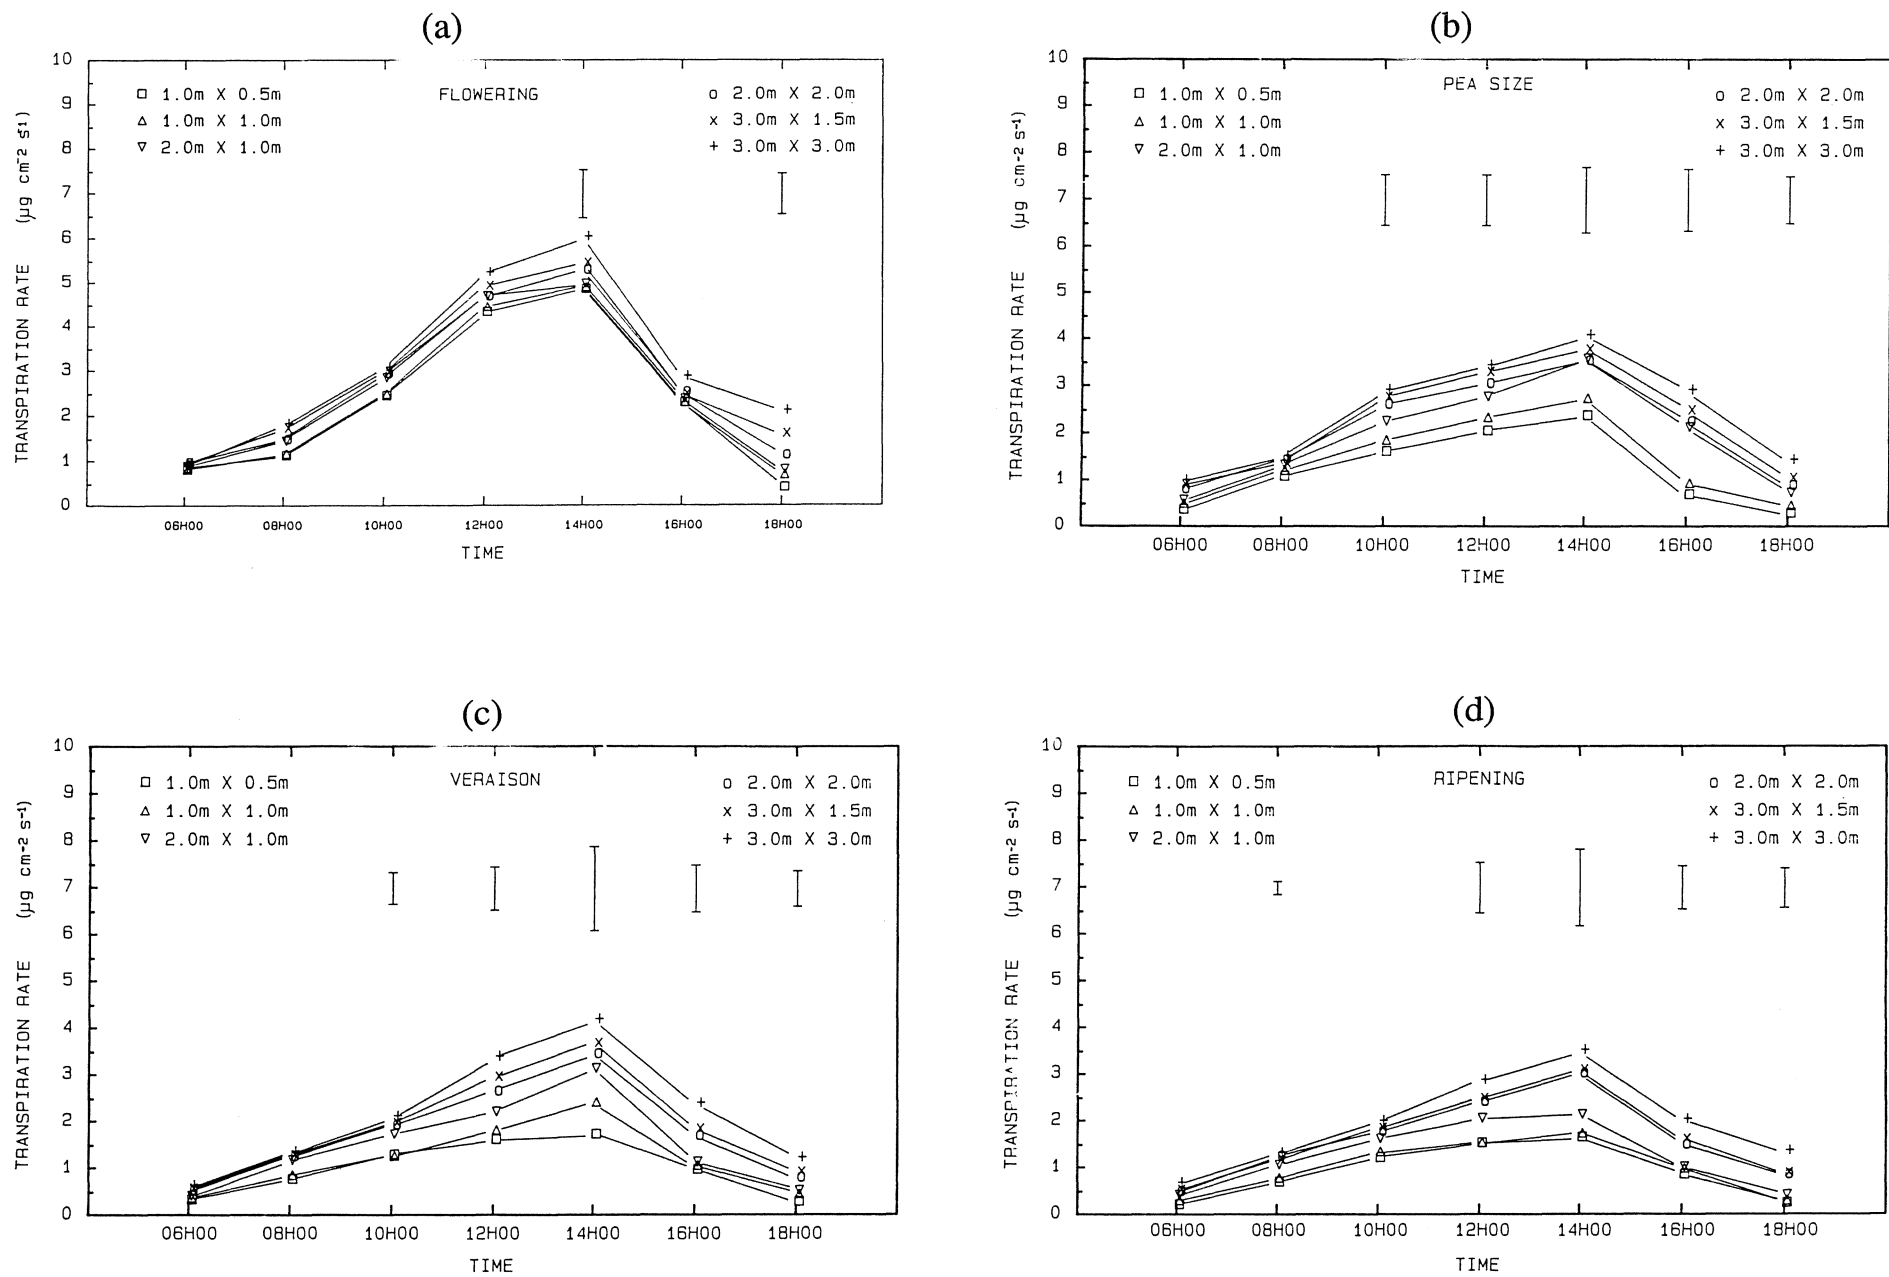 (a)
10
9
8
7
6
5
4
3
2
1
0
TRANSPIRATION RATE (µg cm-2 s-1)
FLOWERING
□ 1.0m X 0.5m
△ 1.0m X 1.0m
▽ 2.0m X 1.0m
o 2.0m X 2.0m
x 3.0m X 1.5m
+ 3.0m X 3.0m
06H00 08H00 10H00 12H00 14H00 16H00 18H00
TIME
(b)
10
9
8
7
6
5
4
3
2
1
0
TRANSPIRATION RATE (µg cm-2 s-1)
PEA SIZE
□ 1.0m X 0.5m
△ 1.0m X 1.0m
▽ 2.0m X 1.0m
o 2.0m X 2.0m
x 3.0m X 1.5m
+ 3.0m X 3.0m
06H00 08H00 10H00 12H00 14H00 16H00 18H00
TIME
(c)
10
9
8
7
6
5
4
3
2
1
0
TRANSPIRATION RATE (µg cm-2 s-1)
VERAISON
□ 1.0m X 0.5m
△ 1.0m X 1.0m
▽ 2.0m X 1.0m
o 2.0m X 2.0m
x 3.0m X 1.5m
+ 3.0m X 3.0m
06H00 08H00 10H00 12H00 14H00 16H00 18H00
TIME
(d)
10
9
8
7
6
5
4
3
2
1
0
TRANSPIRATION RATE (µg cm-2 s-1)
RIPENING
□ 1.0m X 0.5m
△ 1.0m X 1.0m
▽ 2.0m X 1.0m
o 2.0m X 2.0m
x 3.0m X 1.5m
+ 3.0m X 3.0m
06H00 08H00 10H00 12H00 14H00 16H00 18H00
TIME